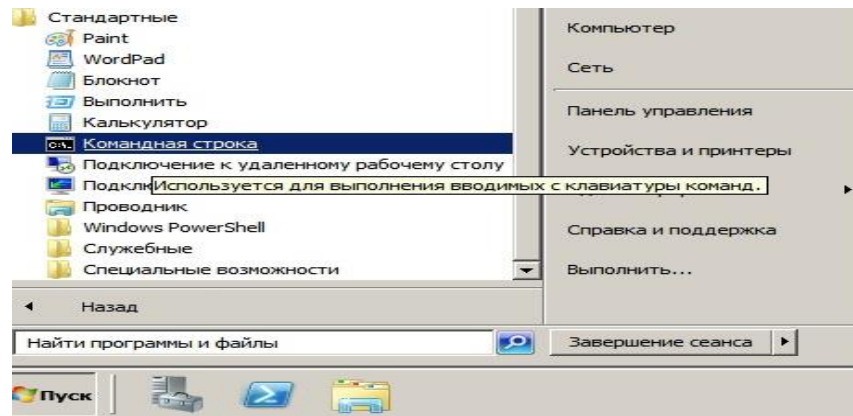 Стандартные
Paint
WordPad
Блокнот
Выполнить
Калькулятор
Командная строка
Подключение к удаленному рабочему столу
Подклю
Используется для выполнения вводимых с клавиатуры команд.
Проводник
Windows PowerShell
Служебные
Специальные возможности
Назад
Найти программы и файлы
Компьютер
Сеть
Панель управления
Устройства и принтеры
Справка и поддержка
Выполнить...
Завершение сеанса
Пуск